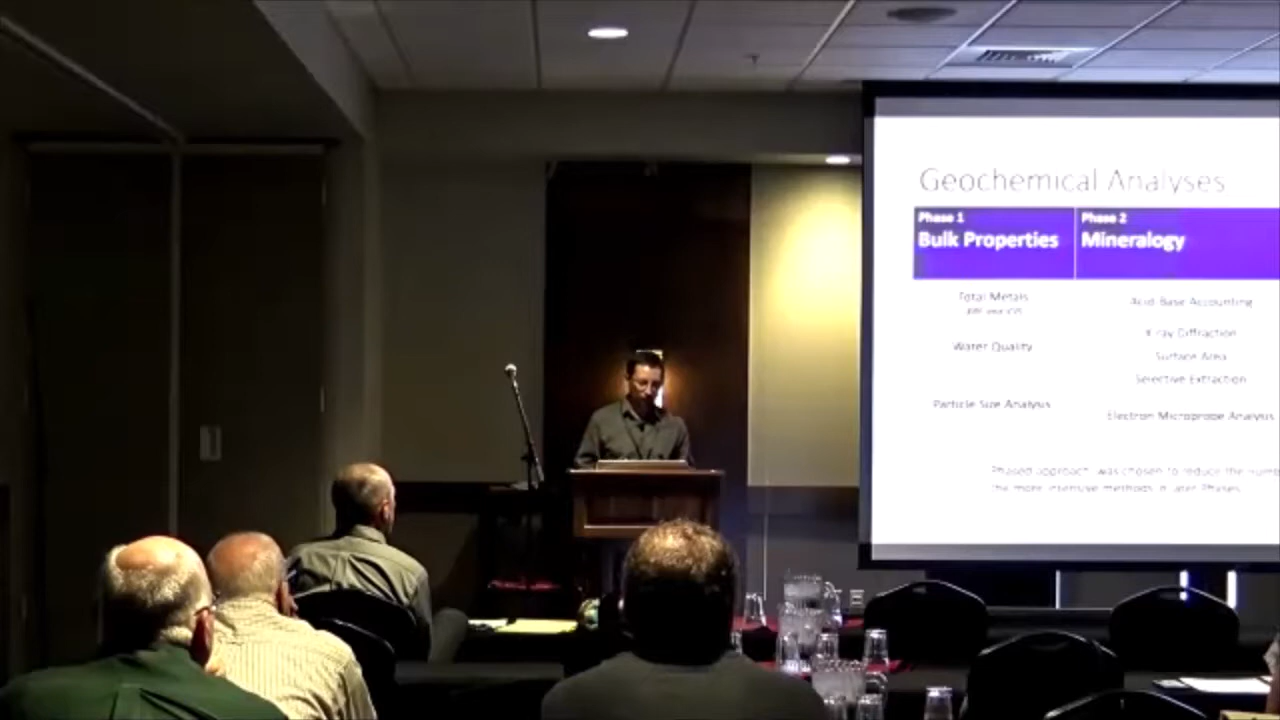 Geochemical Analyses
Phase 1
Phase 2
Bulk Properties
Mineralogy
Total Metals
Water Quality
Particle Size Analysis
Acid Base Accounting
X-ray Diffraction
Surface Area
Selective Extraction
Electron Microprobe Analysis
Phased approach was chosen to reduce the
the more intensive methods in later Phases.